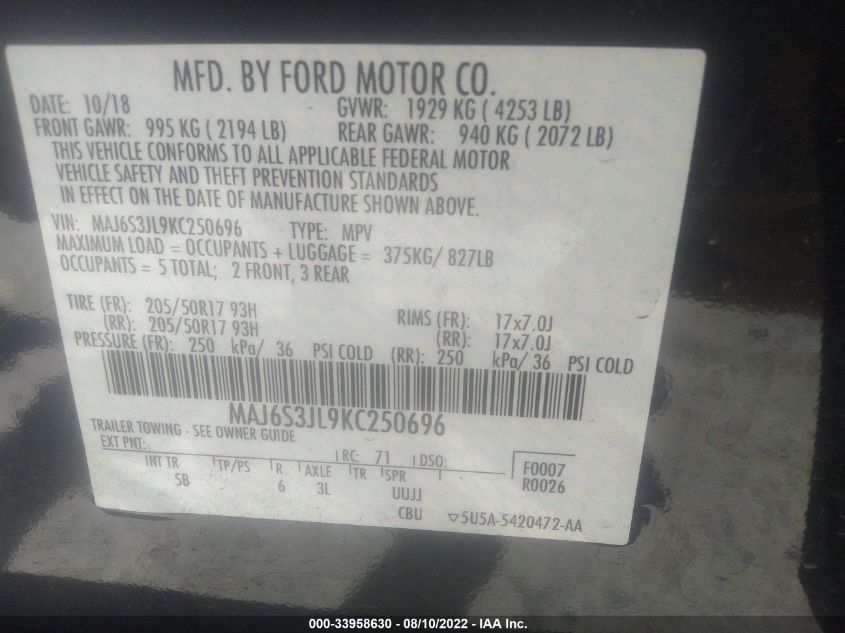 MFD. BY FORD MOTOR CO.
DATE: 10/18 GVWR: 1929 KG ( 4253 LB)
FRONT GAWR: 995 KG ( 2194 LB) REAR GAWR: 940 KG ( 2072 LB)
THIS VEHICLE CONFORMS TO ALL APPLICABLE FEDERAL MOTOR
VEHICLE SAFETY AND THEFT PREVENTION STANDARDS
IN EFFECT ON THE DATE OF MANUFACTURE SHOWN ABOVE.
VIN: MAJ6S3JL9KC250696 TYPE: MPV
MAXIMUM LOAD = OCCUPANTS + LUGGAGE = 375KG/ 827LB
OCCUPANTS = 5 TOTAL; 2 FRONT, 3 REAR
TIRE (FR): 205/50R17 93H RIMS (FR): 17x7.0J
(RR): 205/50R17 93H (RR): 17x7.0J
PRESSURE (FR): 250 kPa/ 36 PSI COLD (RR): 250 kPa/ 36 PSI COLD
MAJ6S3JL9KC250696
TRAILER TOWING - SEE OWNER GUIDE
EXT PNT: RC: 71 DSO: F0007
INT TR TP/PS R AXLE TR SPR R0026
SB 6 3L UUJJ
CBU ▽5U5A-5420472-AA
000-33958630 - 08/10/2022 - IAA Inc.